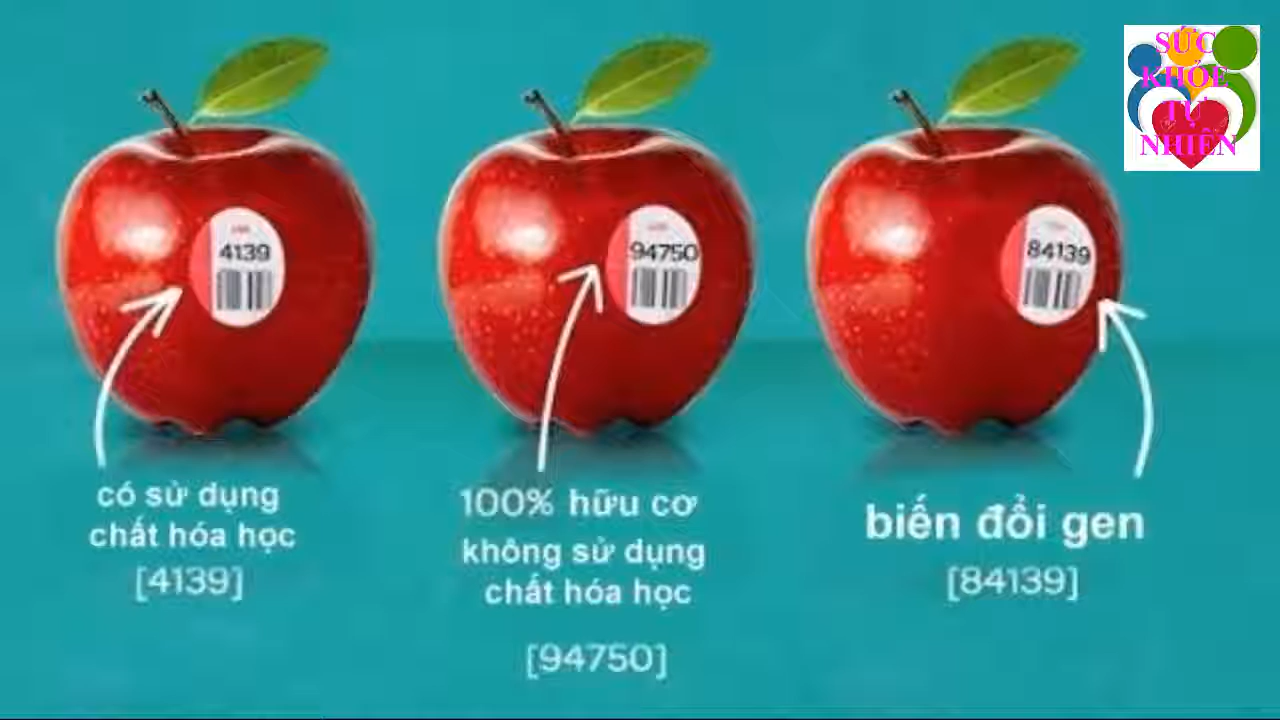 SỨC
KHỎE
TỰ
NHIÊN
4139
94750
84139
có sử dụng
chất hóa học
[4139]
100% hữu cơ
không sử dụng
chất hóa học
[94750]
biến đổi gen
[84139]